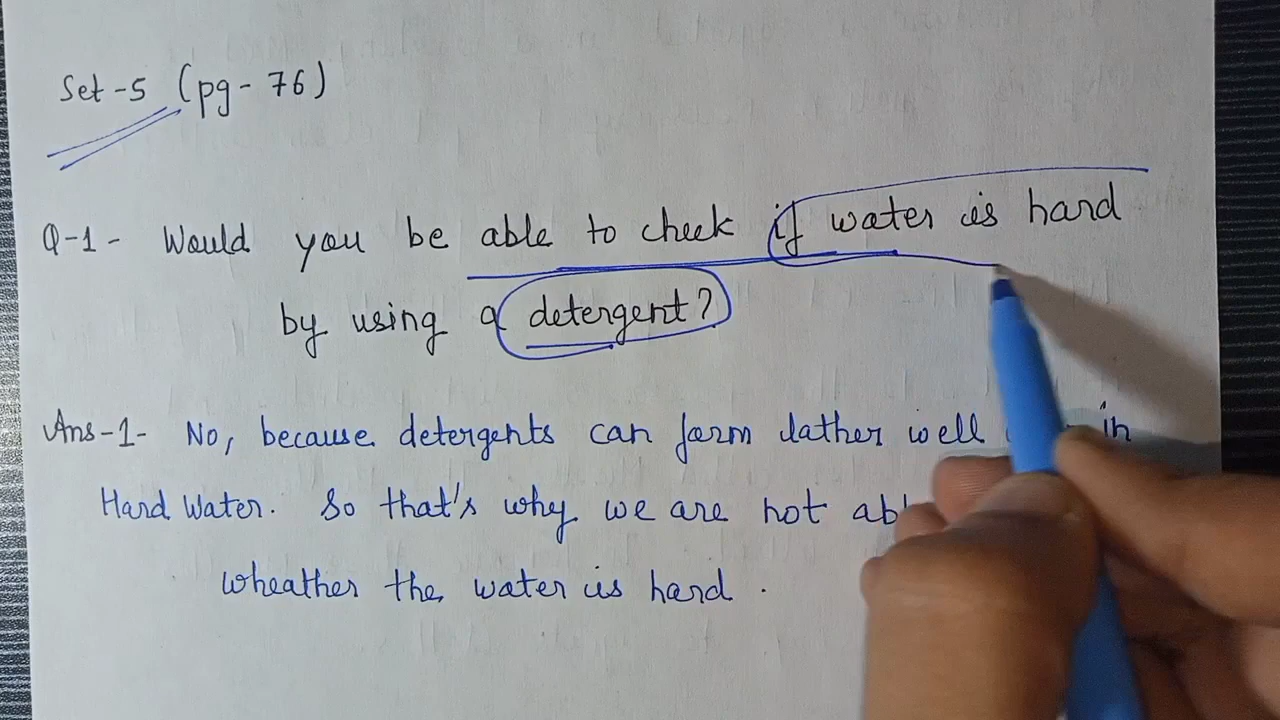 Set-5 (pg-76)
Q-1- Would you be able to check if water is hard
by using a detergent?
Ans-1- No, because detergents can form lather well in
Hard Water. So that's why we are not
wheather the water is hard.